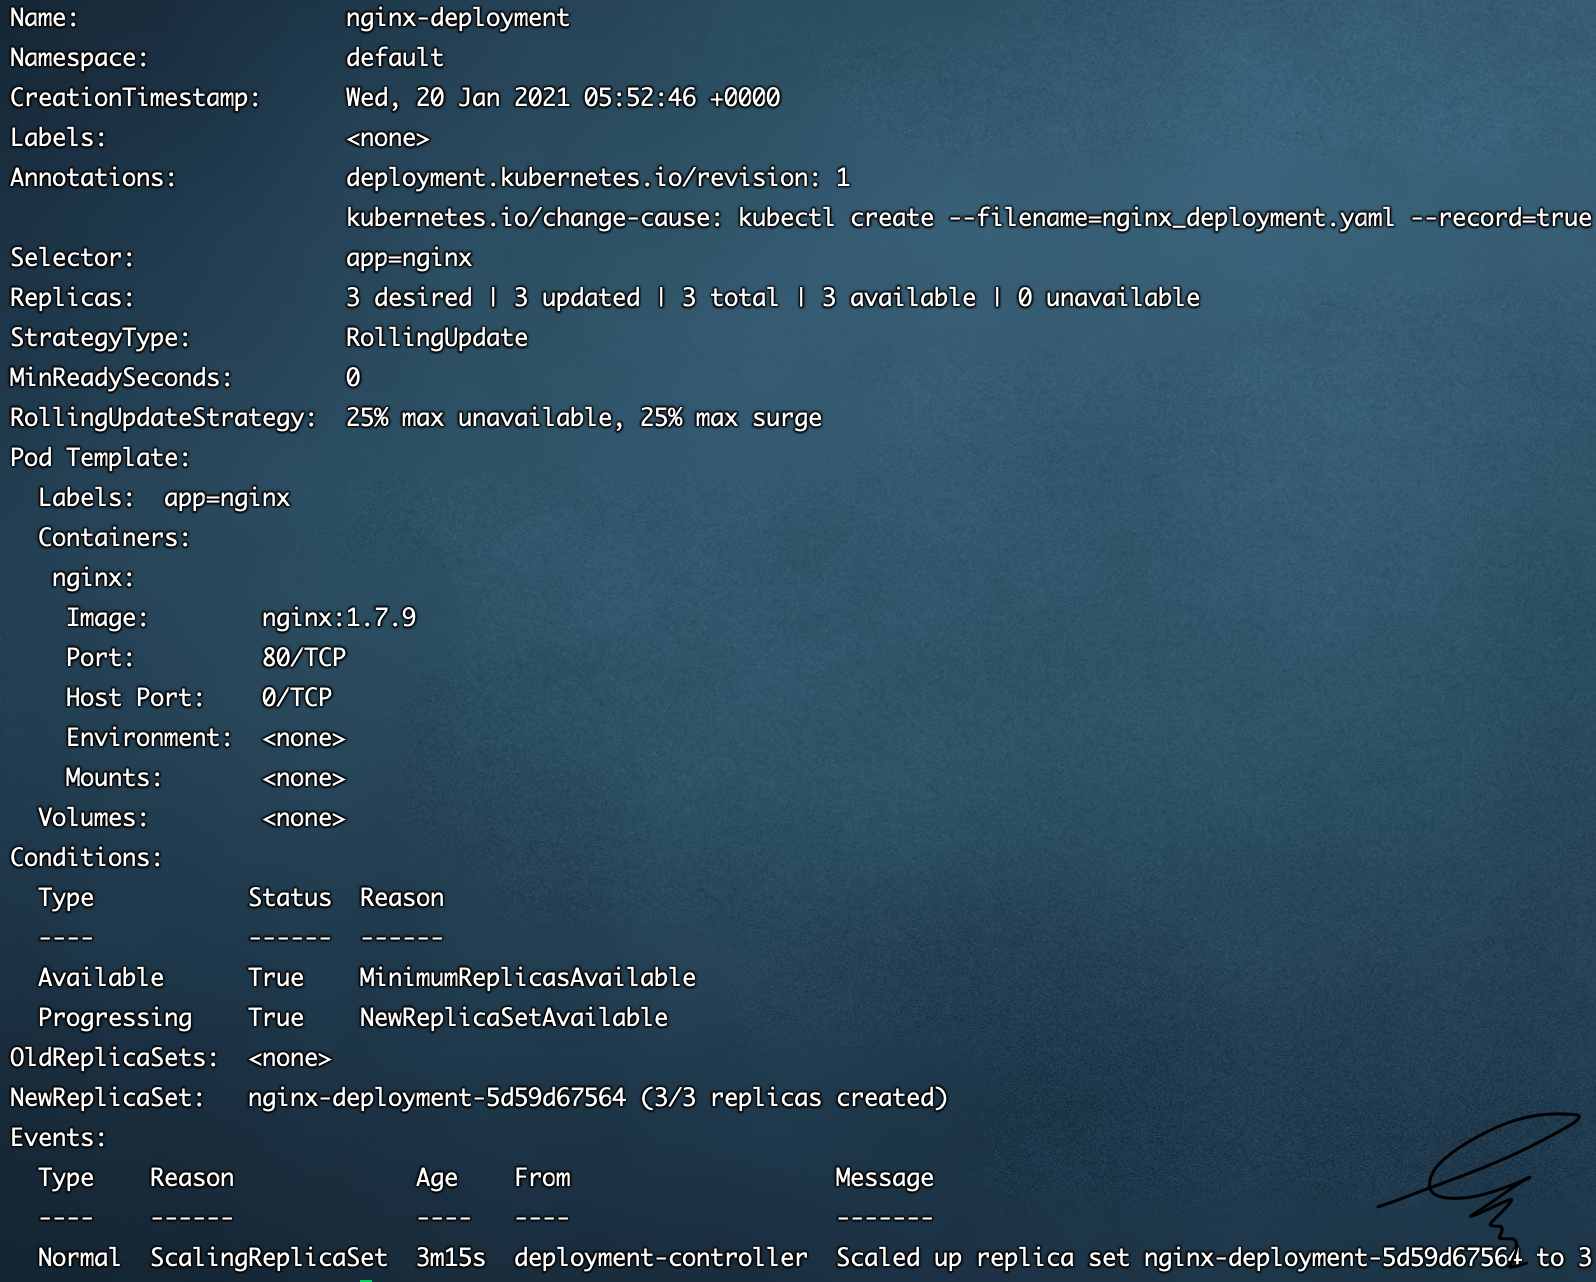 Name:                   nginx-deployment
Namespace:              default
CreationTimestamp:      Wed, 20 Jan 2021 05:52:46 +0000
Labels:                 <none>
Annotations:            deployment.kubernetes.io/revision: 1
                        kubernetes.io/change-cause: kubectl create --filename=nginx_deployment.yaml --record=true
Selector:               app=nginx
Replicas:               3 desired | 3 updated | 3 total | 3 available | 0 unavailable
StrategyType:           RollingUpdate
MinReadySeconds:        0
RollingUpdateStrategy:  25% max unavailable, 25% max surge
Pod Template:
  Labels:  app=nginx
  Containers:
   nginx:
    Image:        nginx:1.7.9
    Port:         80/TCP
    Host Port:    0/TCP
    Environment:  <none>
    Mounts:       <none>
  Volumes:        <none>
Conditions:
  Type           Status  Reason
  ----           ------  ------
  Available      True    MinimumReplicasAvailable
  Progressing    True    NewReplicaSetAvailable
OldReplicaSets:  <none>
NewReplicaSet:   nginx-deployment-5d59d67564 (3/3 replicas created)
Events:
  Type    Reason             Age   From                   Message
  ----    ------             ----  ----                   -------
  Normal  ScalingReplicaSet  3m15s  deployment-controller  Scaled up replica set nginx-deployment-5d59d67564 to 3